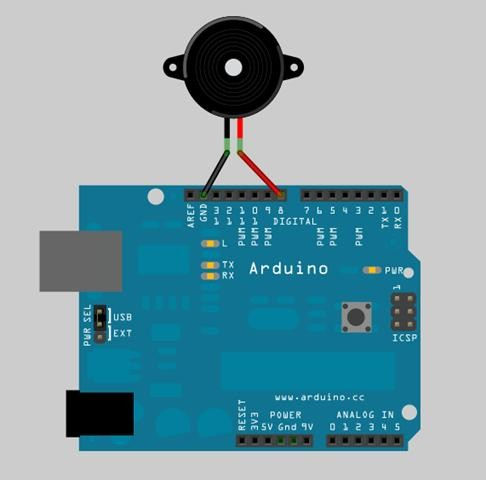 AREF
GND
13
12
PWM 11
PWM 10
PWM 9
8
DIGITAL
7
PWM 6
PWM 5
4
PWM 3
2
TX 1
RX 0
L
TX
RX
Arduino
PWR
1
ICSP
PWR SEL
USB
EXT
www.arduino.cc
RESET
3V3
POWER
5V Gnd 9V
ANALOG IN
0 1 2 3 4 5